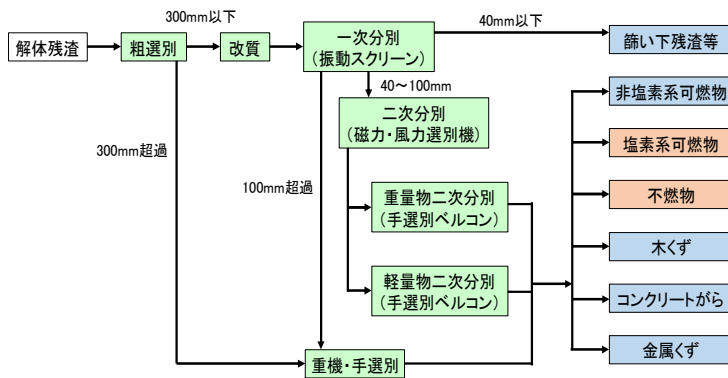 300mm以下
40mm以下
解体残渣
粗選別
改質
一次分別
(振動スクリーン)
篩い下残渣等
40～100mm
非塩素系可燃物
二次分別
(磁力・風力選別機)
塩素系可燃物
300mm超過
100mm超過
重量物二次分別
(手選別ベルコン)
不燃物
木くず
軽量物二次分別
(手選別ベルコン)
コンクリートがら
重機・手選別
金属くず